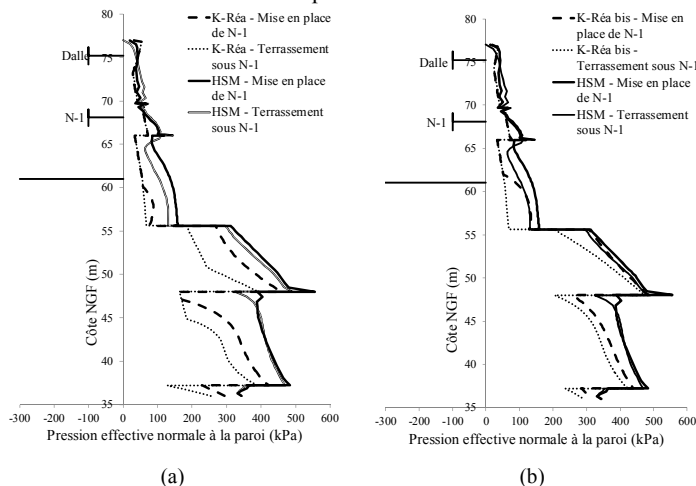 K-Réa - Mise en place
de N-1
K-Réa - Terrassement
sous N-1
HSM - Mise en place
de N-1
HSM - Terrassement
sous N-1
Dalle
N-1
85
80
75
70
65
60
55
50
45
40
35
Côte NGF (m)
-300 -200 -100 0 100 200 300 400 500 600
Pression effective normale à la paroi (kPa)
(a)
K-Réa bis - Mise en
place de N-1
K-Réa bis -
Terrassement sous N-1
HSM - Mise en place
de N-1
HSM - Terrassement
sous N-1
Dalle
N-1
85
80
75
70
65
60
55
50
45
40
35
Côte NGF (m)
-300 -200 -100 0 100 200 300 400 500 600
Pression effective normale à la paroi (kPa)
(b)